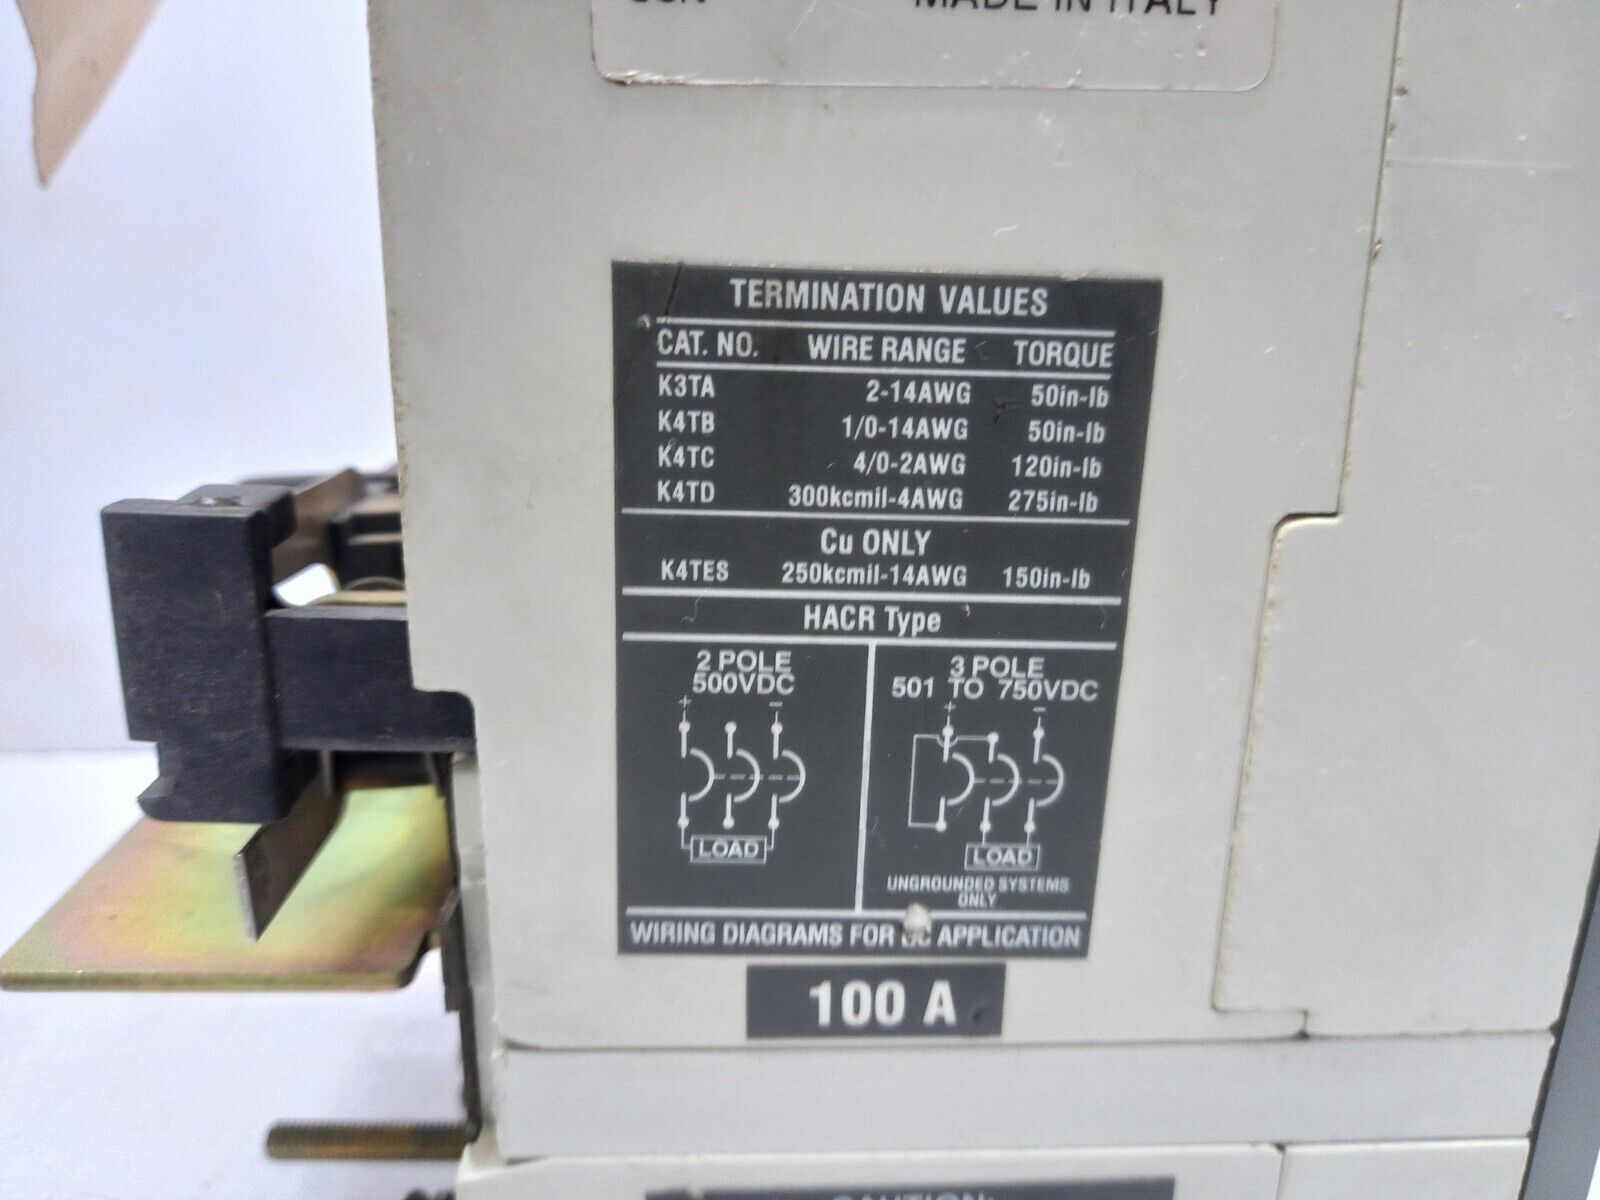 MADE IN ITALY
TERMINATION VALUES
CAT. NO. WIRE RANGE TORQUE
K3TA 2-14AWG 50in-lb
K4TB 1/0-14AWG 50in-lb
K4TC 4/0-2AWG 120in-lb
K4TD 300kcmil-4AWG 275in-lb
Cu ONLY
K4TES 250kcmil-14AWG 150in-lb
HACR Type
2 POLE
500VDC
+ −
LOAD
3 POLE
501 TO 750VDC
+ −
LOAD
UNGROUNDED SYSTEMS
ONLY
WIRING DIAGRAMS FOR DC APPLICATION
100 A
CAUTION: